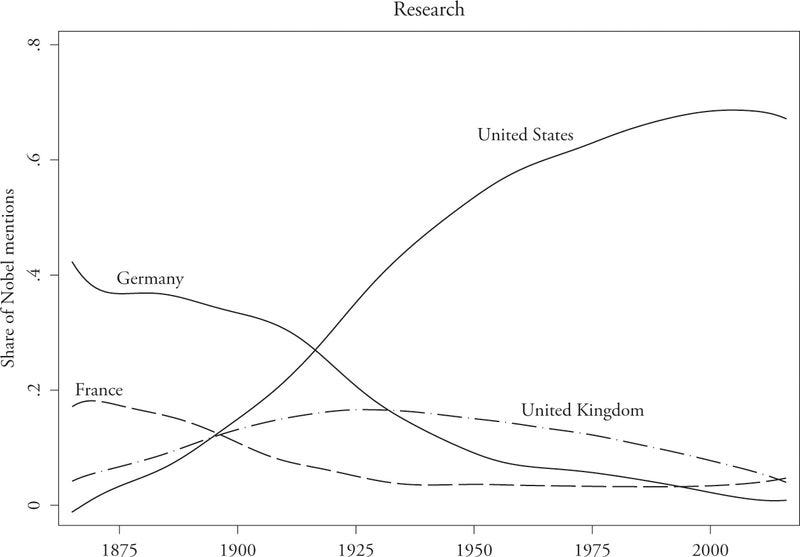 Research
Share of Nobel mentions
.8
.6
.4
.2
0
United States
Germany
France
United Kingdom
1875
1900
1925
1950
1975
2000